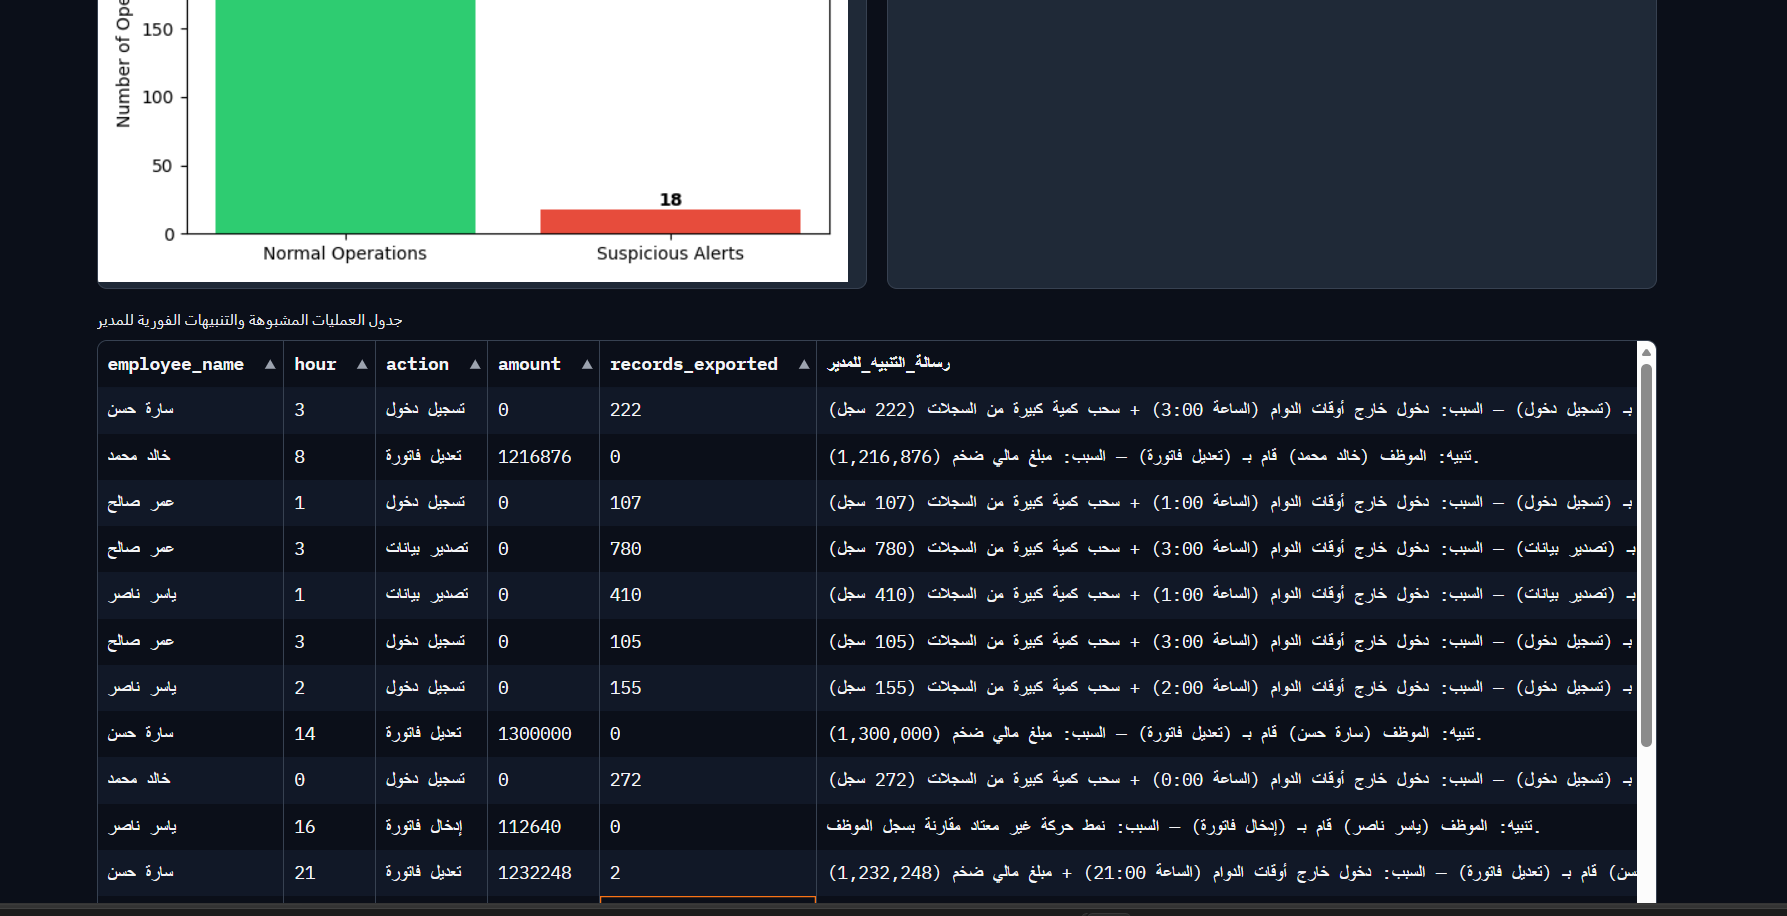 Number of Ope
150
100
50
0
18
Normal Operations
Suspicious Alerts
جدول العمليات المشبوهة والتنبيهات الفورية للمدير
employee_name hour action amount records_exported رسالة_التنبيه_للمدير
سارة حسن 3 تسجيل دخول 0 222 بـ (تسجيل دخول) – السبب: دخول خارج أوقات الدوام (الساعة 3:00) + سحب كمية كبيرة من السجلات (222 سجل)
خالد محمد 8 تعديل فاتورة 1216876 0 تنبيه: الموظف (خالد محمد) قام بـ (تعديل فاتورة) – السبب: مبلغ مالي ضخم (1,216,876).
عمر صالح 1 تسجيل دخول 0 107 بـ (تسجيل دخول) – السبب: دخول خارج أوقات الدوام (الساعة 1:00) + سحب كمية كبيرة من السجلات (107 سجل)
عمر صالح 3 تصدير بيانات 0 780 بـ (تصدير بيانات) – السبب: دخول خارج أوقات الدوام (الساعة 3:00) + سحب كمية كبيرة من السجلات (780 سجل)
ياسر ناصر 1 تصدير بيانات 0 410 بـ (تصدير بيانات) – السبب: دخول خارج أوقات الدوام (الساعة 1:00) + سحب كمية كبيرة من السجلات (410 سجل)
عمر صالح 3 تسجيل دخول 0 105 بـ (تسجيل دخول) – السبب: دخول خارج أوقات الدوام (الساعة 3:00) + سحب كمية كبيرة من السجلات (105 سجل)
ياسر ناصر 2 تسجيل دخول 0 155 بـ (تسجيل دخول) – السبب: دخول خارج أوقات الدوام (الساعة 2:00) + سحب كمية كبيرة من السجلات (155 سجل)
سارة حسن 14 تعديل فاتورة 1300000 0 تنبيه: الموظف (سارة حسن) قام بـ (تعديل فاتورة) – السبب: مبلغ مالي ضخم (1,300,000).
خالد محمد 0 تسجيل دخول 0 272 بـ (تسجيل دخول) – السبب: دخول خارج أوقات الدوام (الساعة 0:00) + سحب كمية كبيرة من السجلات (272 سجل)
ياسر ناصر 16 إدخال فاتورة 112640 0 تنبيه: الموظف (ياسر ناصر) قام بـ (إدخال فاتورة) – السبب: نمط حركة غير معتاد مقارنة بسجل الموظف.
سارة حسن 21 تعديل فاتورة 1232248 2 سن) قام بـ (تعديل فاتورة) – السبب: دخول خارج أوقات الدوام (الساعة 21:00) + مبلغ مالي ضخم (1,232,248)